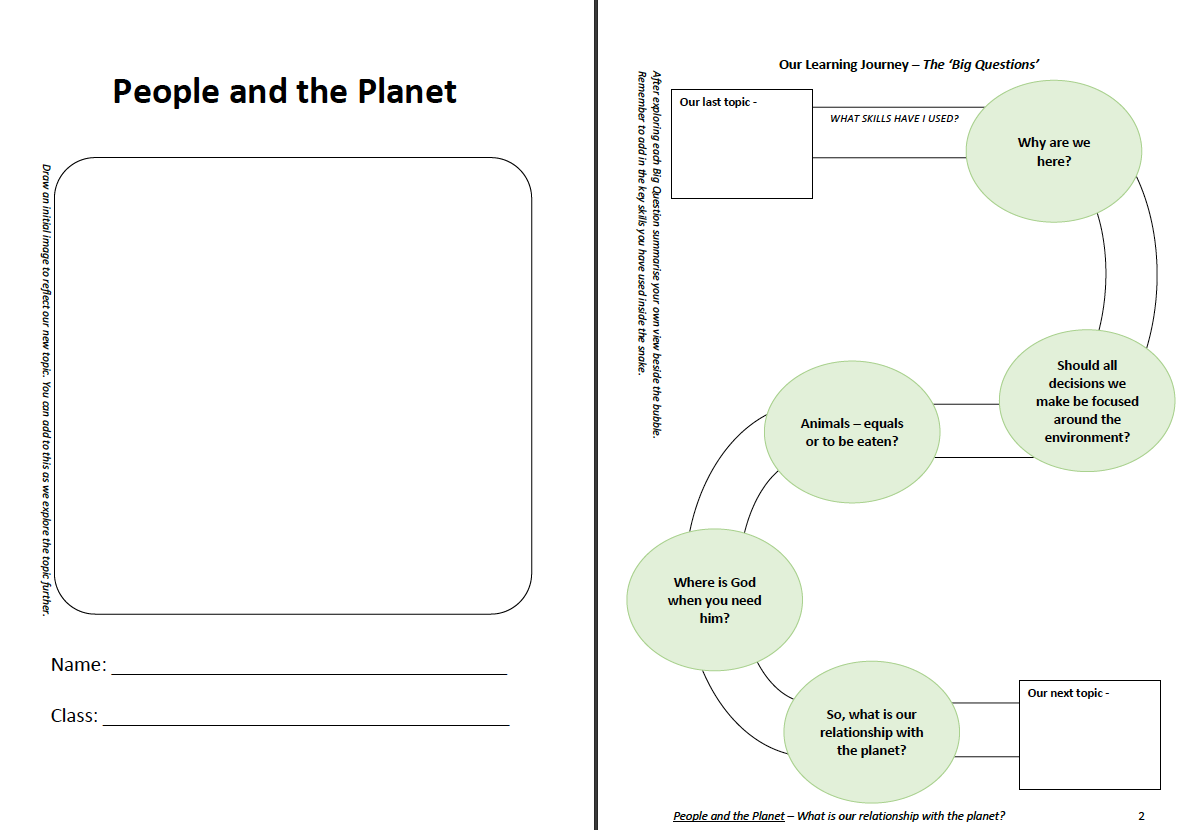 People and the Planet
Draw an initial image to reflect our new topic. You can add to this as we explore the topic further.
Name:
Class:
Our Learning Journey – The ‘Big Questions’
After exploring each Big Question summarise your own view beside the bubble.
Remember to add in the key skills you have used inside the snake.
Our last topic -
WHAT SKILLS HAVE I USED?
Why are we
here?
Should all
decisions we
make be focused
around the
environment?
Animals – equals
or to be eaten?
Where is God
when you need
him?
So, what is our
relationship with
the planet?
Our next topic -
People and the Planet – What is our relationship with the planet?
2